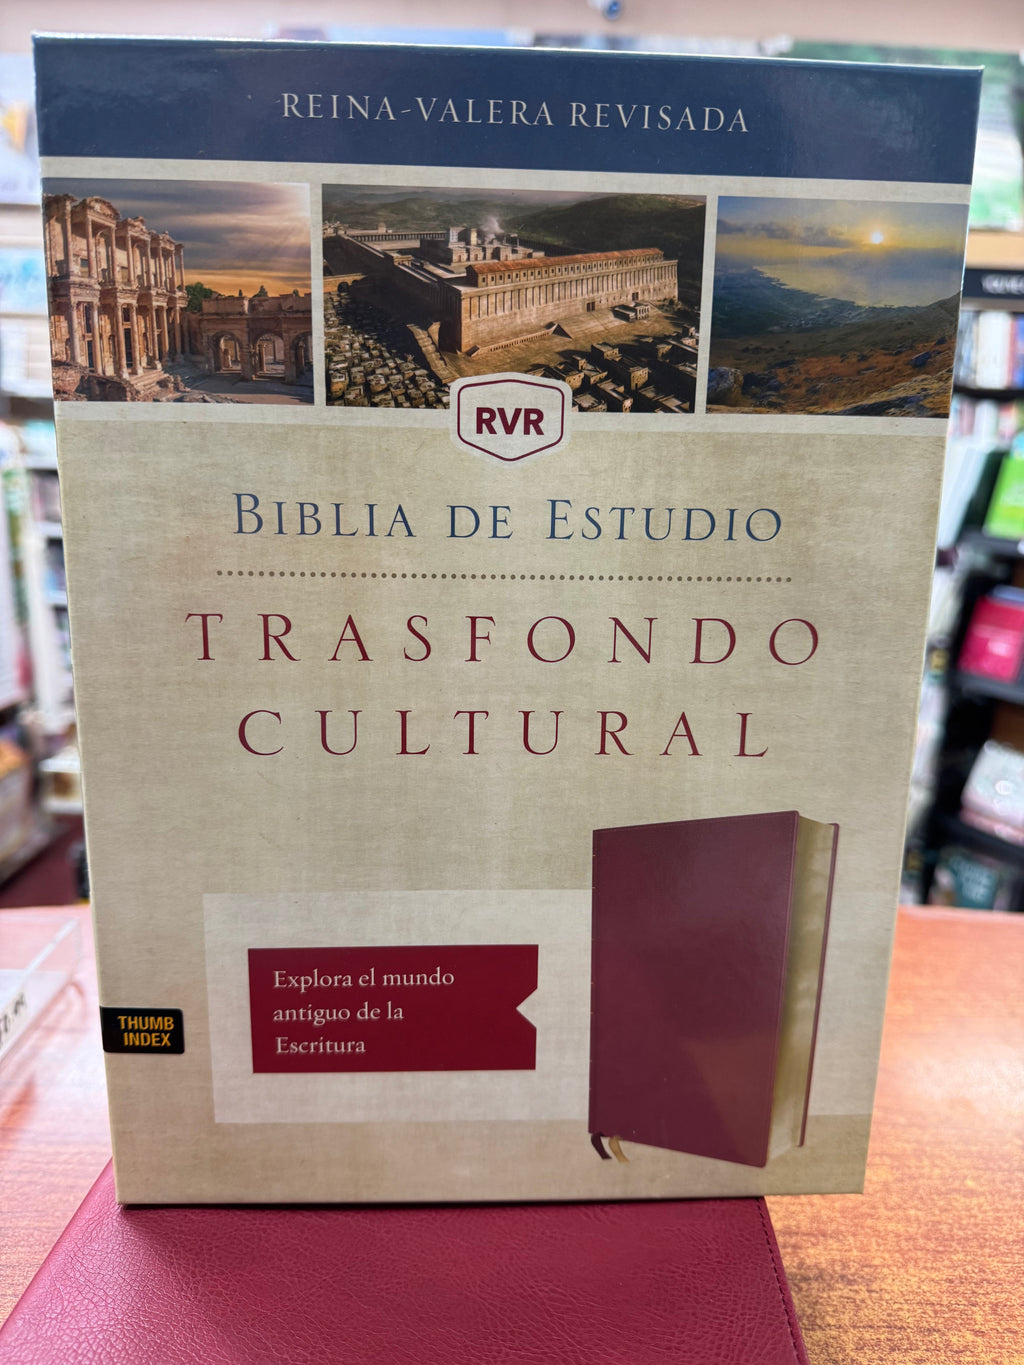 REINA-VALERA REVISADA
RVR
BIBLIA DE ESTUDIO
TRASFONDO
CULTURAL
Explora el mundo
antiguo de la
Escritura
THUMB
INDEX